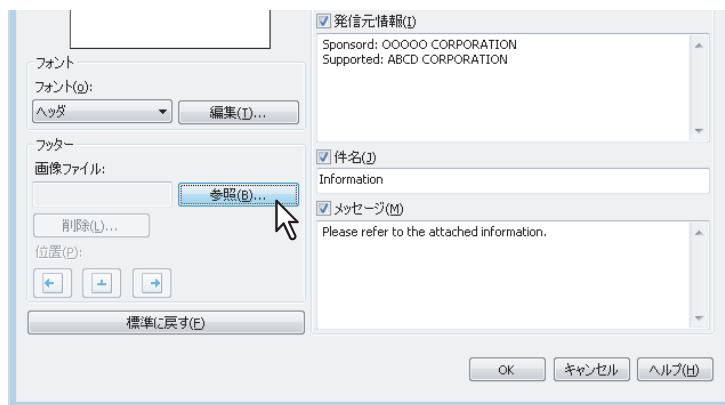 フォント
フォント(o):
ヘッダ
編集(T)...
フッター
画像ファイル:
参照(B)...
削除(L)...
位置(P):
標準に戻す(F)
発信元情報(I)
Sponsord: OOOOO CORPORATION
Supported: ABCD CORPORATION
件名(J)
Information
メッセージ(M)
Please refer to the attached information.
OK
キャンセル
ヘルプ(H)